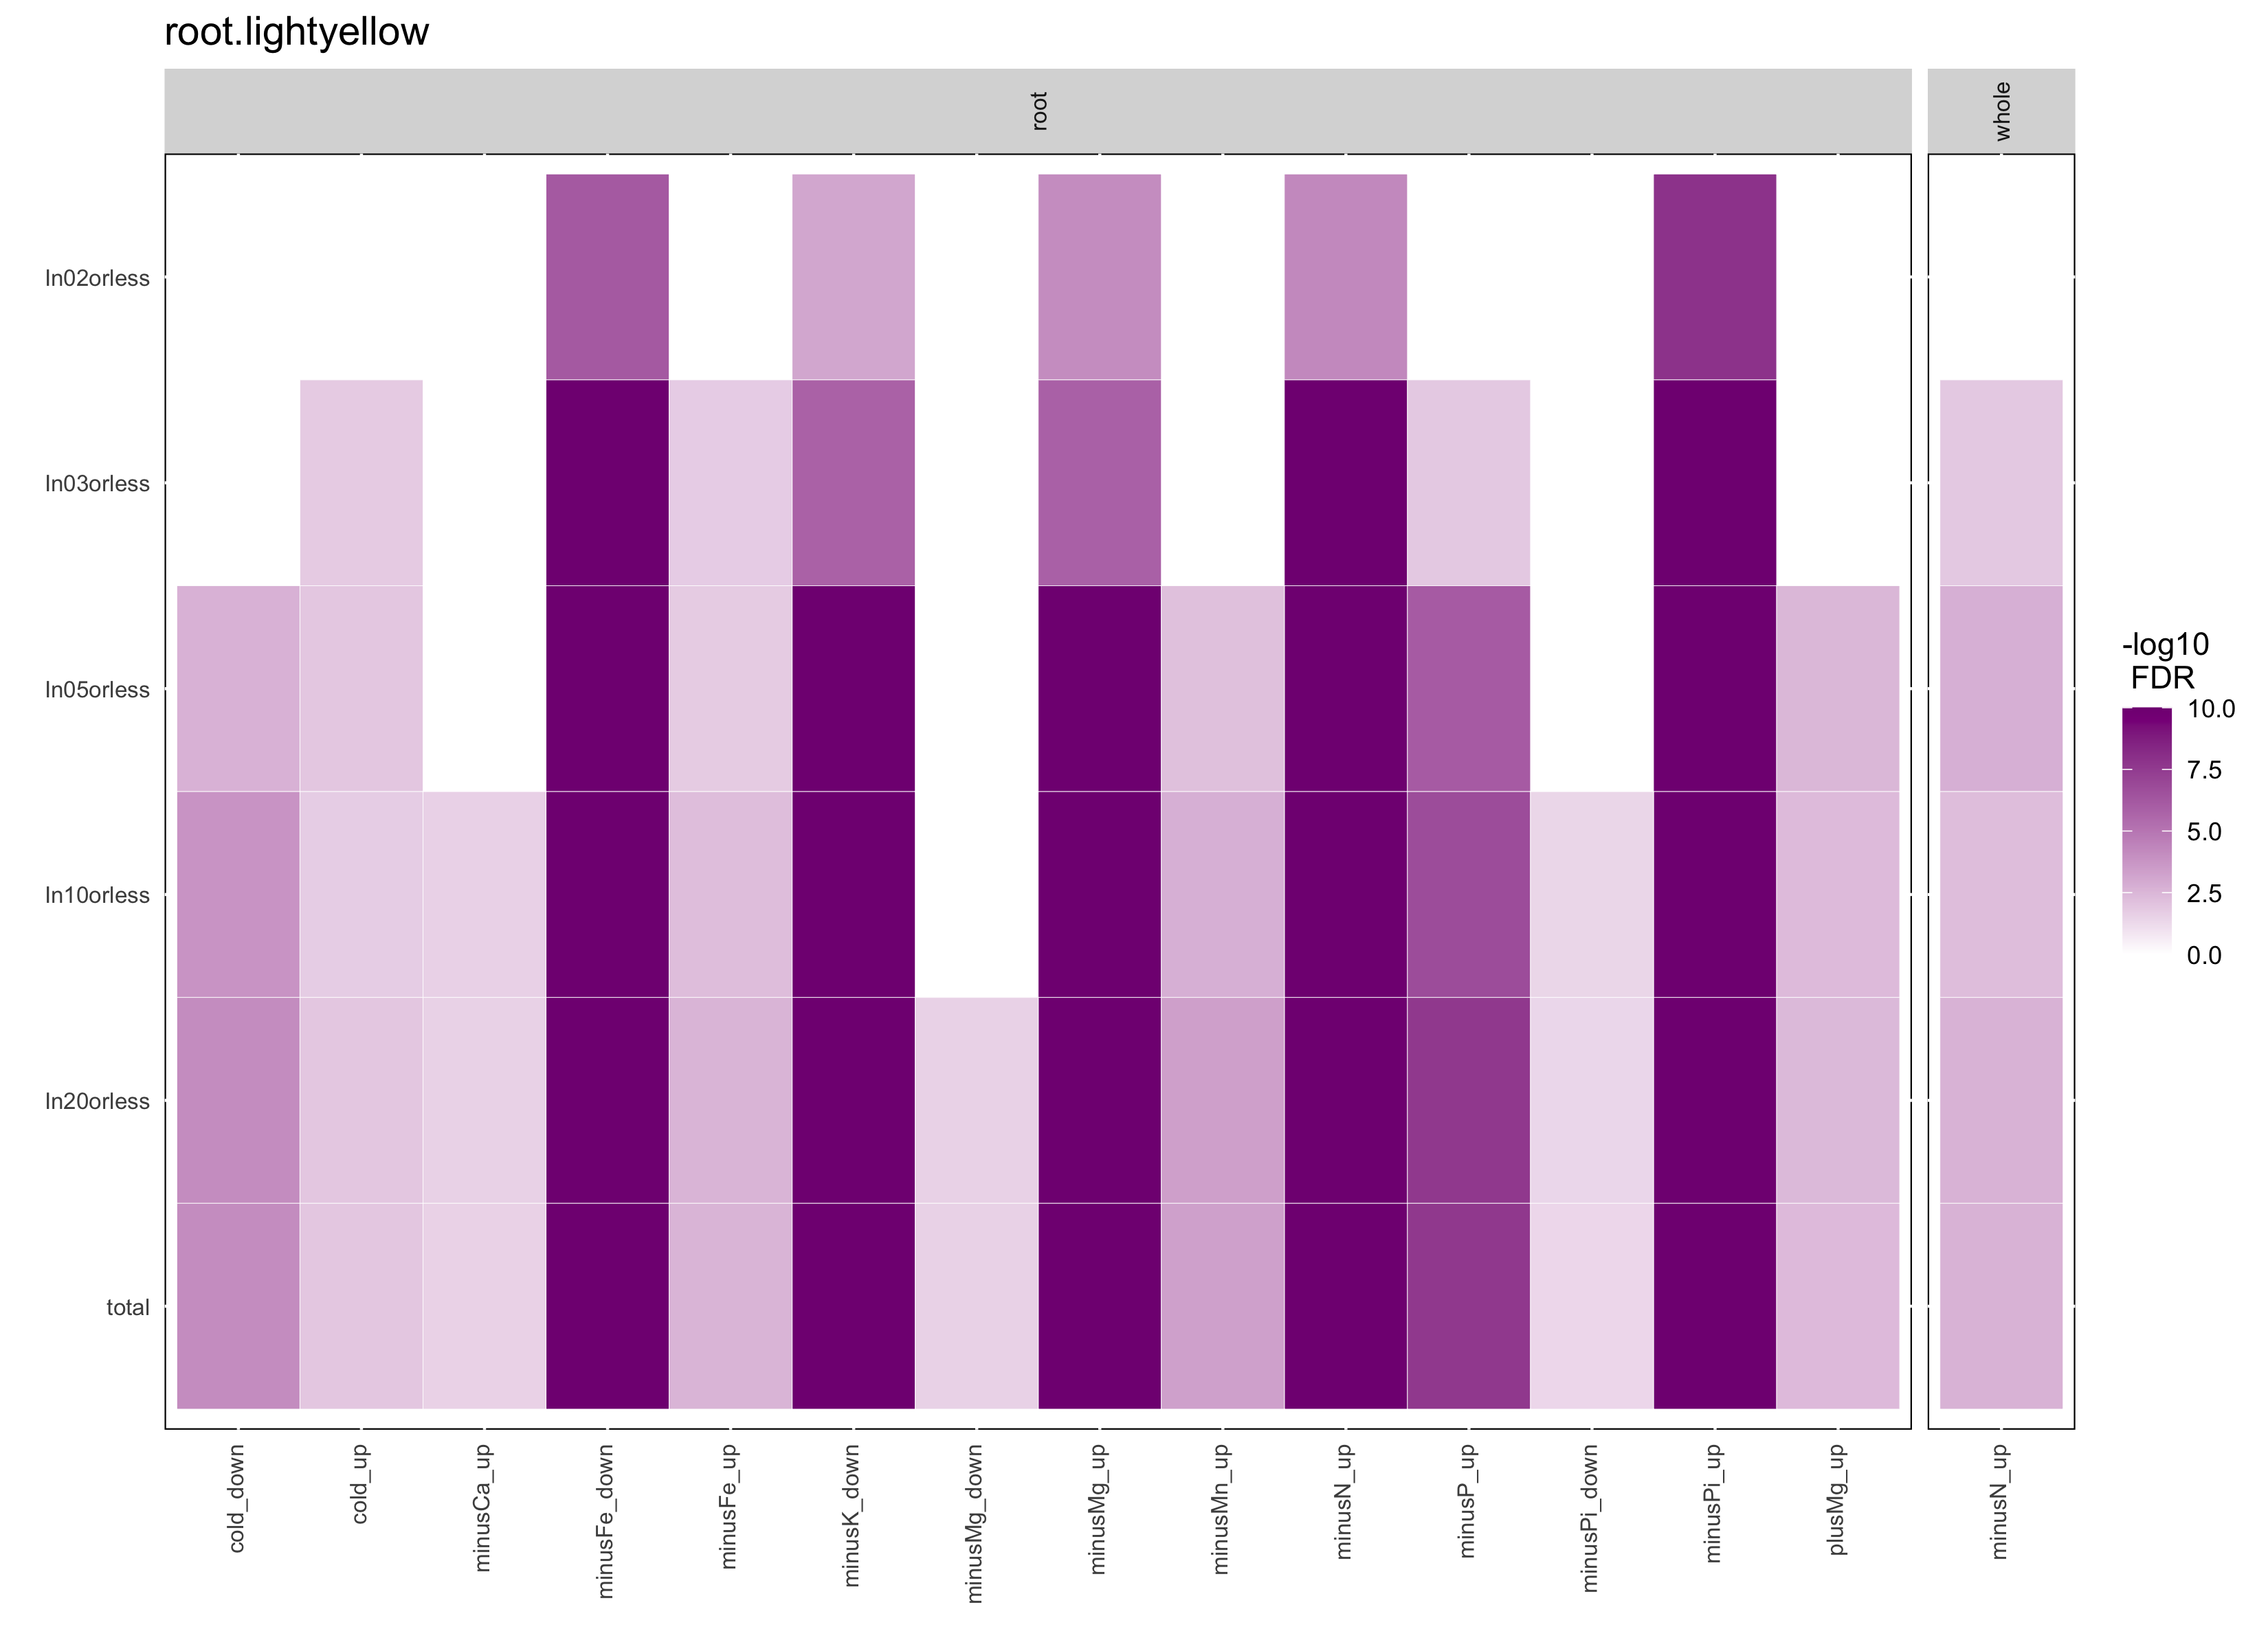 root.lightyellow
root
whole
In02orless
In03orless
In05orless
In10orless
In20orless
total
cold_down
cold_up
minusCa_up
minusFe_down
minusFe_up
minusK_down
minusMg_down
minusMg_up
minusMn_up
minusN_up
minusP_up
minusPi_down
minusPi_up
plusMg_up
minusN_up
-log10
FDR
10.0
7.5
5.0
2.5
0.0